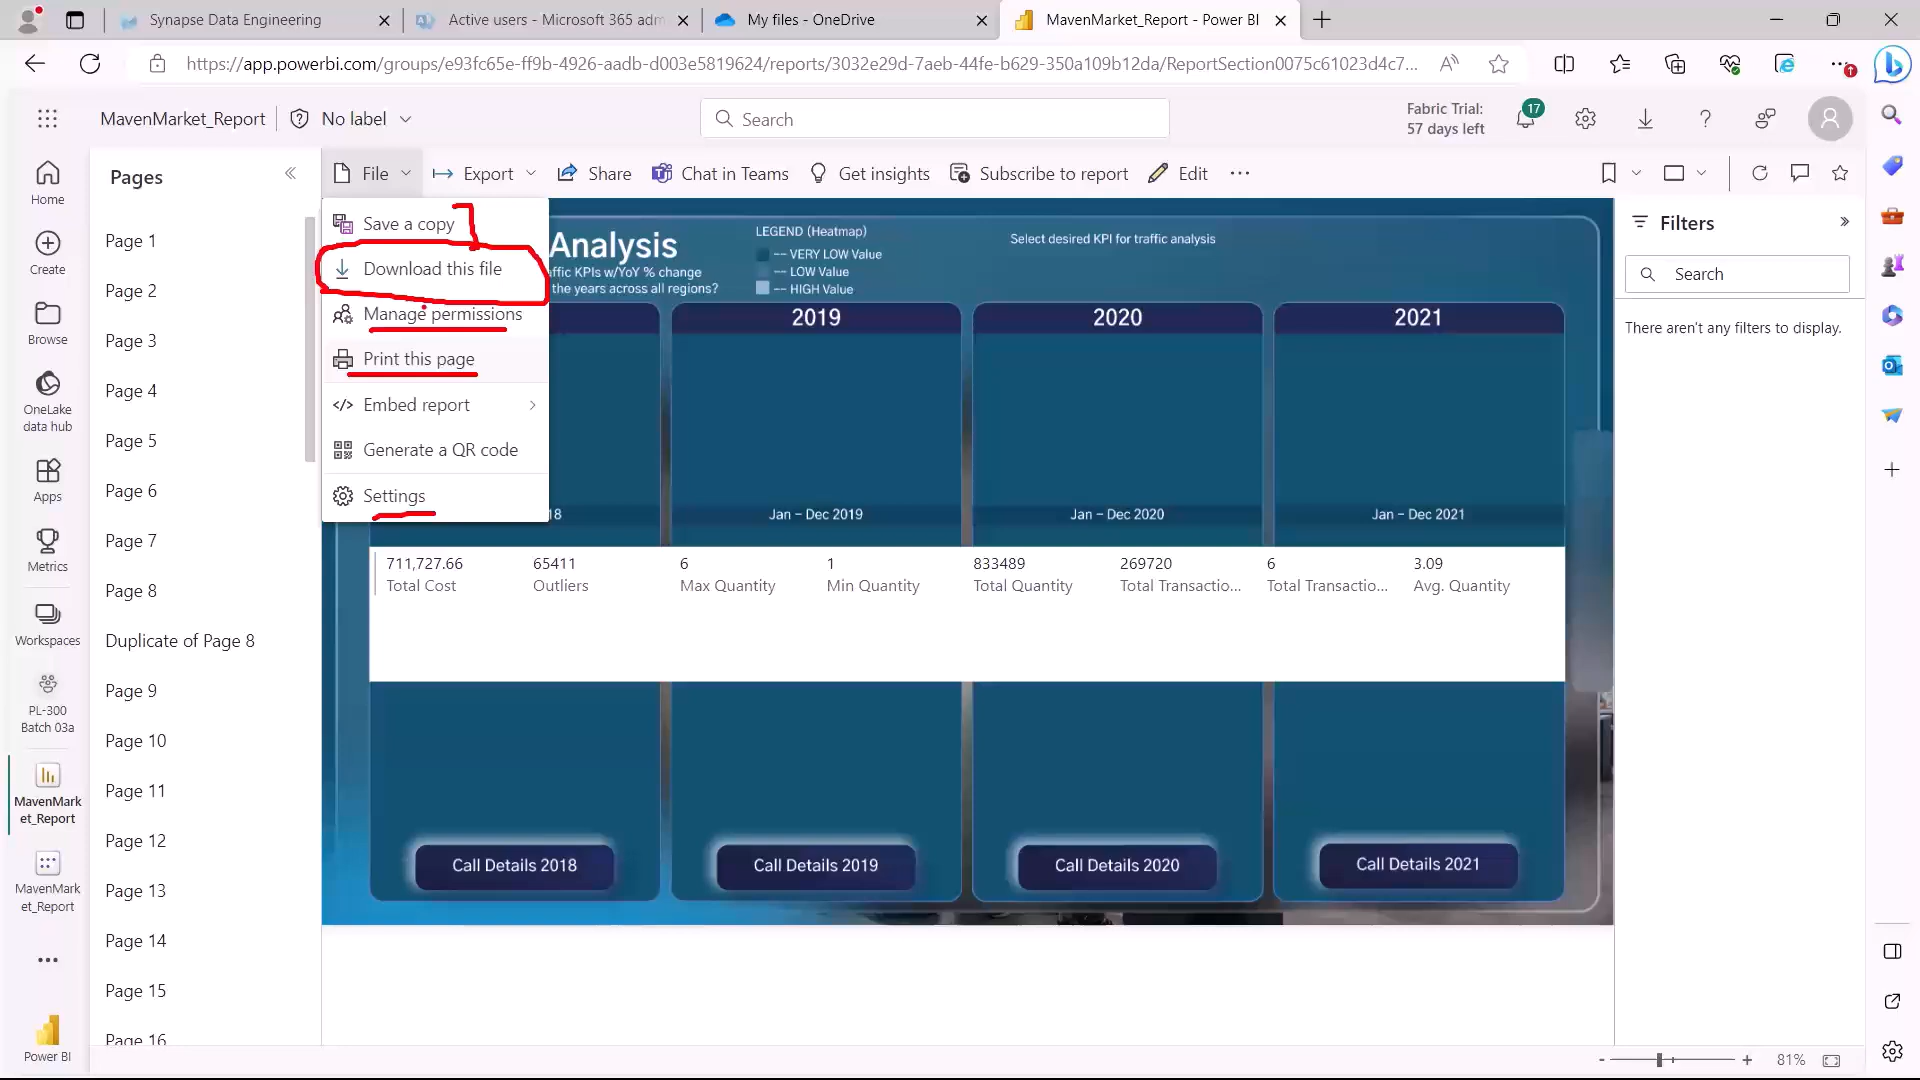 Synapse Data Engineering
Active users - Microsoft 365 adm
My files - OneDrive
MavenMarket_Report - Power BI
https://app.powerbi.com/groups/e93fc65e-ff9b-4926-aadb-d003e5819624/reports/3032e29d-7aeb-44fe-b629-350a109b12da/ReportSection0075c61023d4c7...
MavenMarket_Report
No label
Search
Fabric Trial:
57 days left
17
Home
Create
Browse
OneLake
data hub
Apps
Metrics
Workspaces
PL-300
Batch 03a
MavenMark
et_Report
MavenMark
et_Report
Power BI
Pages
Page 1
Page 2
Page 3
Page 4
Page 5
Page 6
Page 7
Page 8
Duplicate of Page 8
Page 9
Page 10
Page 11
Page 12
Page 13
Page 14
Page 15
Page 16
File
Export
Share
Chat in Teams
Get insights
Subscribe to report
Edit
Save a copy
Download this file
Manage permissions
Print this page
Embed report
Generate a QR code
Settings
Analysis
ffic KPIs w/YoY % change
the years across all regions?
LEGEND (Heatmap)
-- VERY LOW Value
-- LOW Value
-- HIGH Value
Select desired KPI for traffic analysis
2019
2020
2021
18
Jan – Dec 2019
Jan – Dec 2020
Jan – Dec 2021
711,727.66
Total Cost
65411
Outliers
6
Max Quantity
1
Min Quantity
833489
Total Quantity
269720
Total Transactio...
6
Total Transactio...
3.09
Avg. Quantity
Call Details 2018
Call Details 2019
Call Details 2020
Call Details 2021
Filters
Search
There aren't any filters to display.
- + 81%